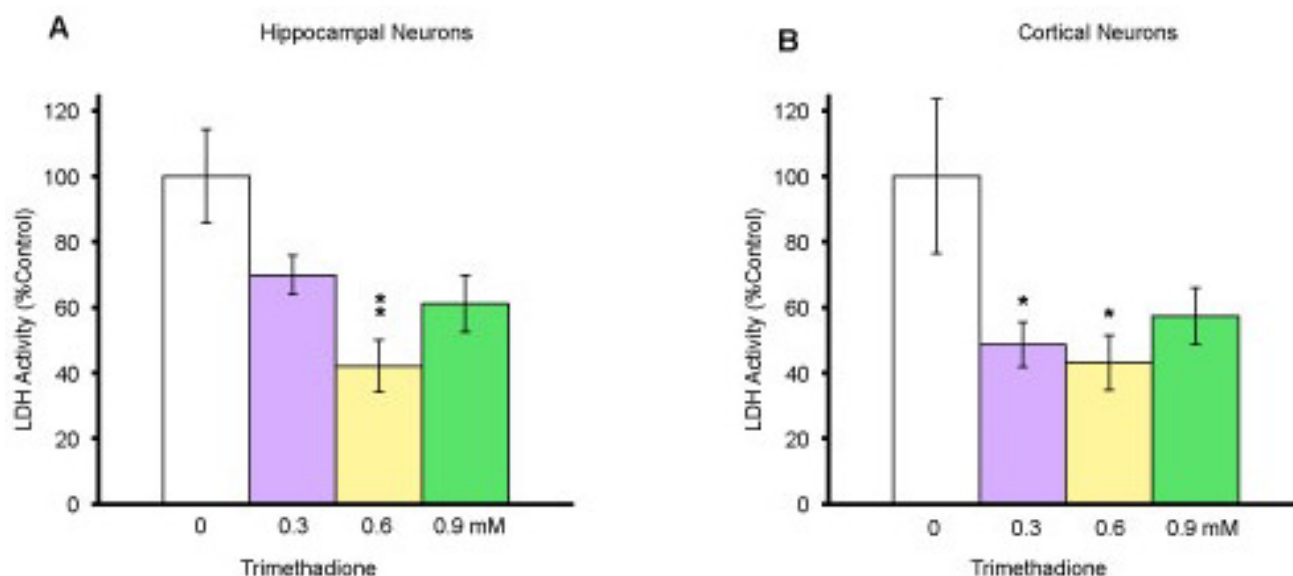 A
Hippocampal Neurons
LDH Activity (%Control)
120
100
80
60
40
20
0
**
0 0.3 0.6 0.9 mM
Trimethadione
B
Cortical Neurons
LDH Activity (%Control)
120
100
80
60
40
20
0
* *
0 0.3 0.6 0.9 mM
Trimethadione